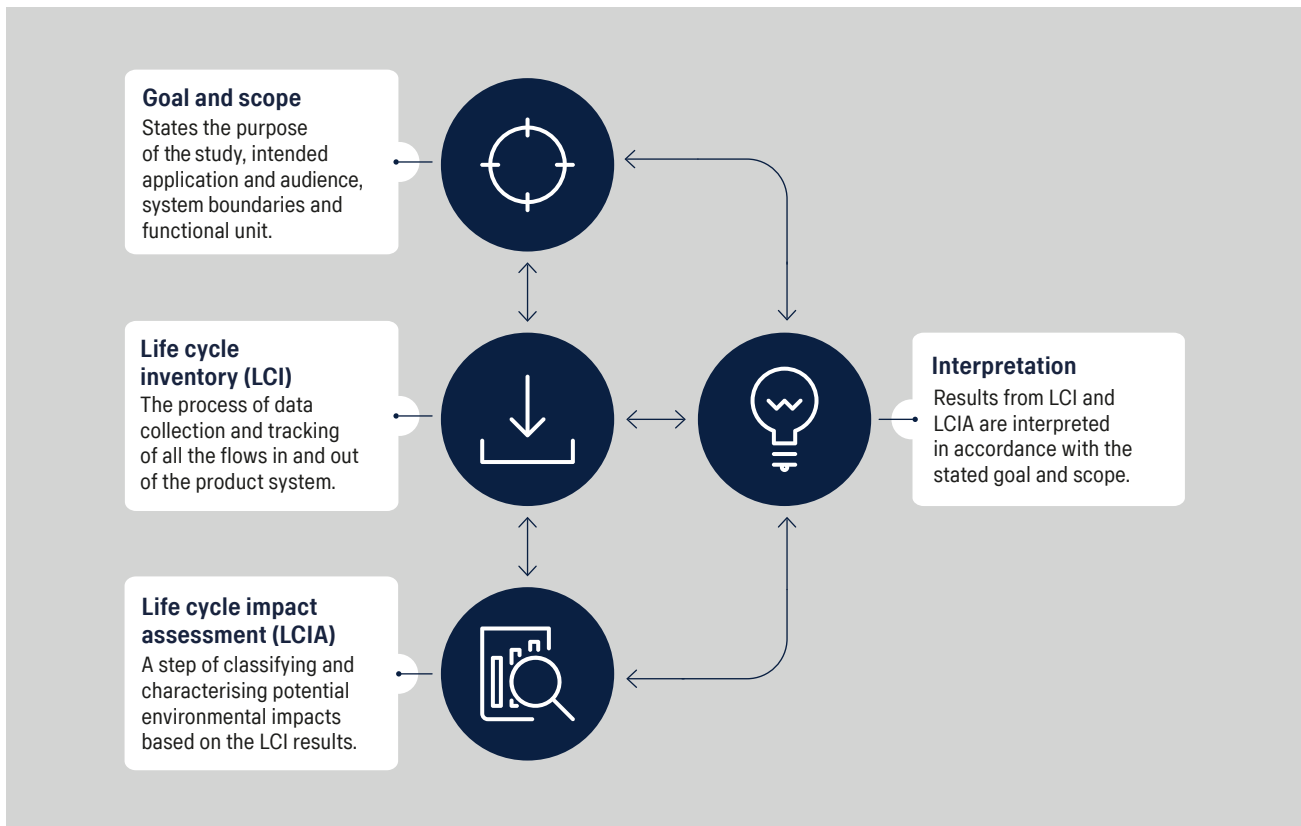 Goal and scope
States the purpose
of the study, intended
application and audience,
system boundaries and
functional unit.
Life cycle
inventory (LCI)
The process of data
collection and tracking
of all the flows in and out
of the product system.
Life cycle impact
assessment (LCIA)
A step of classifying and
characterising potential
environmental impacts
based on the LCI results.
Interpretation
Results from LCI and
LCIA are interpreted
in accordance with the
stated goal and scope.